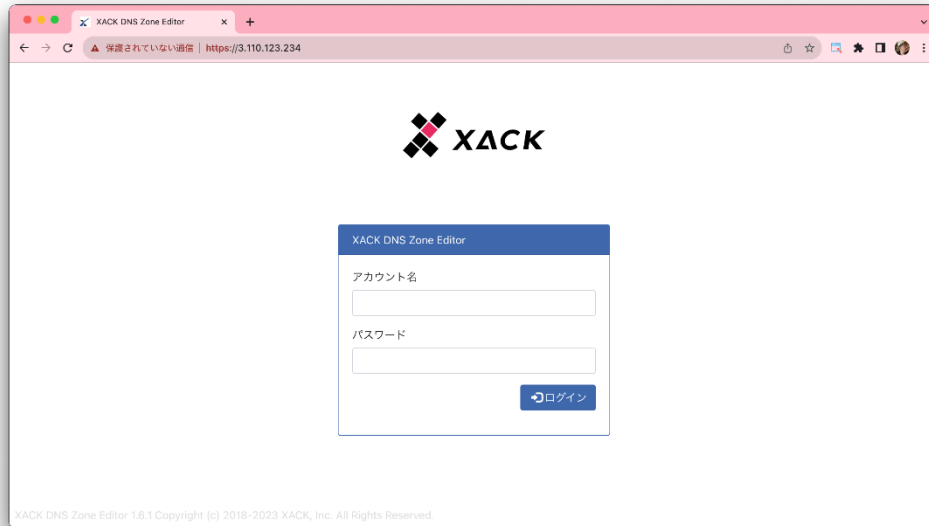 XACK DNS Zone Editor
保護されていない通信 | https://3.110.123.234
XACK
XACK DNS Zone Editor
アカウント名
パスワード
ログイン
XACK DNS Zone Editor 1.6.1 Copyright (c) 2018-2023 XACK, Inc. All Rights Reserved.